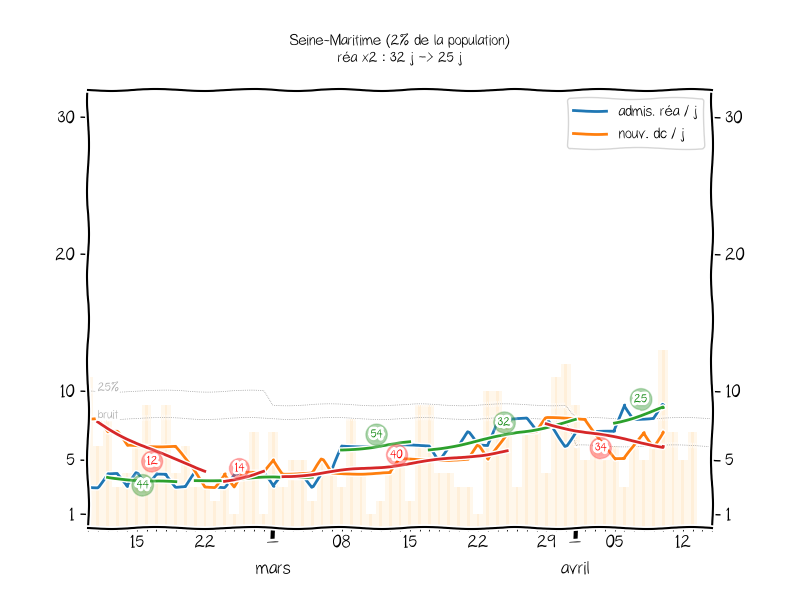 Seine-Maritime (2% de la population)
réa x2 : 32 j -> 25 j
admis. réa / j
nouv. dc / j
30 30
20 20
10 10
5 5
1 1
25%
bruit
12
44
14
54
40
32
34
25
15 22 08 15 22 29 05 12
mars avril